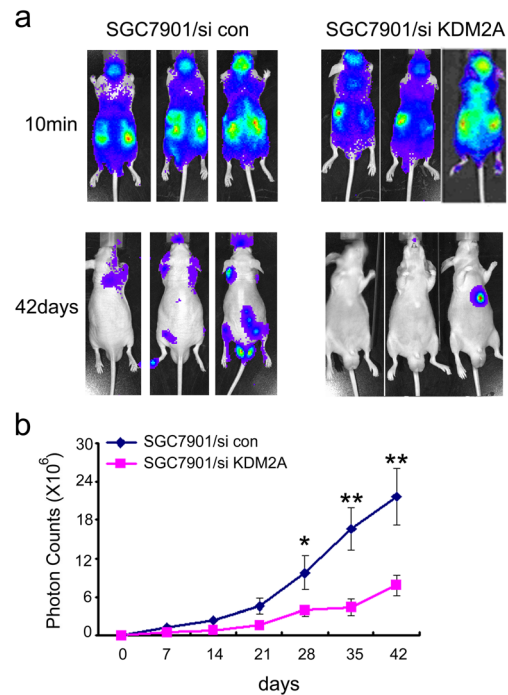 a
SGC7901/si con
SGC7901/si KDM2A
10min
42days
b
Photon Counts (X10⁶)
30
24
18
12
6
0
SGC7901/si con
SGC7901/si KDM2A
*
**
**
0 7 14 21 28 35 42
days